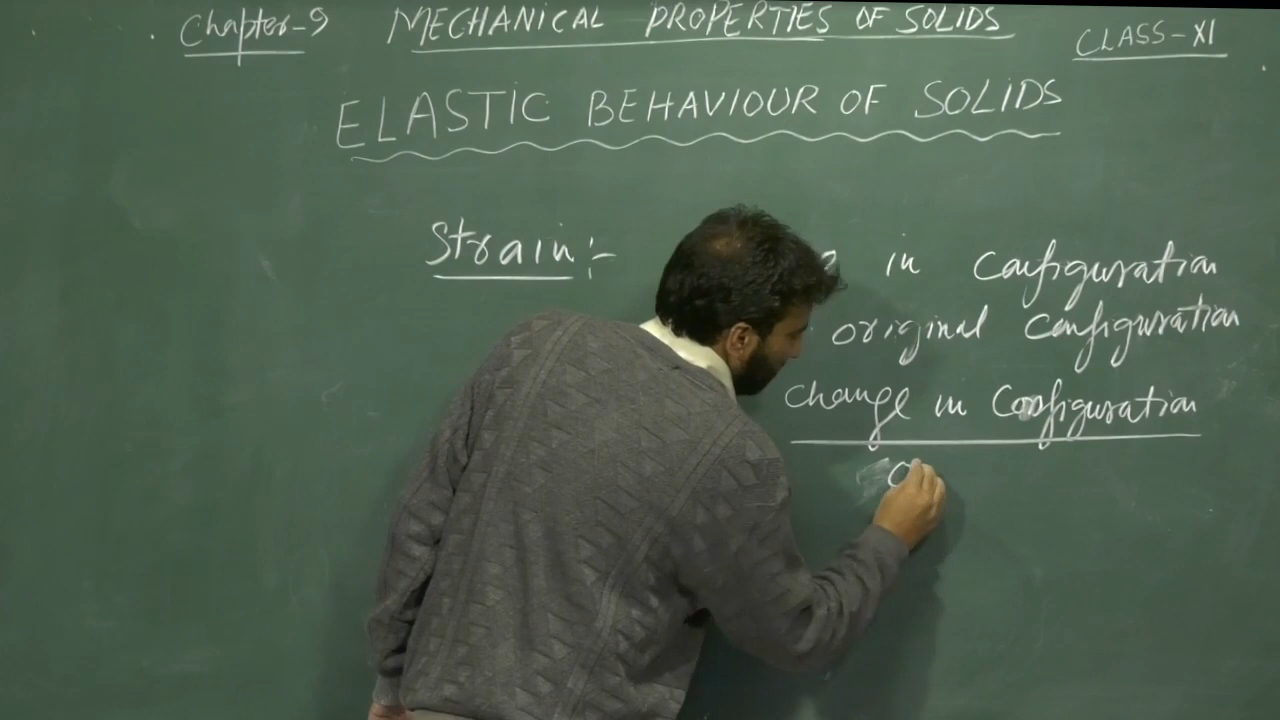 Chapter-9 MECHANICAL PROPERTIES OF SOLIDS CLASS-XI
ELASTIC BEHAVIOUR OF SOLIDS
Strain:- in Configuration
original Configuration
change in Configuration